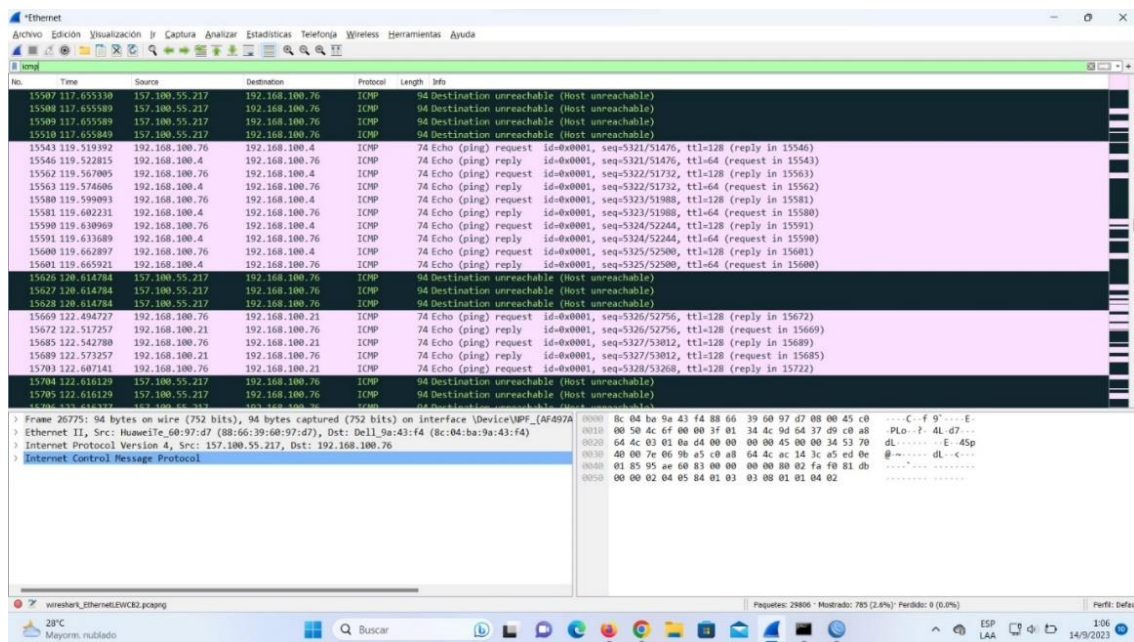 *Ethernet
Archivo Edición Visualización Ir Captura Analizar Estadísticas Telefonía Wireless Herramientas Ayuda
icmp
No. Time Source Destination Protocol Length Info
15507 117.655330 157.100.55.217 192.168.100.76 ICMP 94 Destination unreachable (Host unreachable)
15508 117.655589 157.100.55.217 192.168.100.76 ICMP 94 Destination unreachable (Host unreachable)
15509 117.655589 157.100.55.217 192.168.100.76 ICMP 94 Destination unreachable (Host unreachable)
15510 117.655849 157.100.55.217 192.168.100.76 ICMP 94 Destination unreachable (Host unreachable)
15543 119.519392 192.168.100.76 192.168.100.4 ICMP 74 Echo (ping) request id=0x0001, seq=5321/51476, ttl=128 (reply in 15546)
15546 119.522815 192.168.100.4 192.168.100.76 ICMP 74 Echo (ping) reply id=0x0001, seq=5321/51476, ttl=64 (request in 15543)
15562 119.567005 192.168.100.76 192.168.100.4 ICMP 74 Echo (ping) request id=0x0001, seq=5322/51732, ttl=128 (reply in 15563)
15563 119.574606 192.168.100.4 192.168.100.76 ICMP 74 Echo (ping) reply id=0x0001, seq=5322/51732, ttl=64 (request in 15562)
15580 119.599093 192.168.100.76 192.168.100.4 ICMP 74 Echo (ping) request id=0x0001, seq=5323/51988, ttl=128 (reply in 15581)
15581 119.602231 192.168.100.4 192.168.100.76 ICMP 74 Echo (ping) reply id=0x0001, seq=5323/51988, ttl=64 (request in 15580)
15590 119.630969 192.168.100.76 192.168.100.4 ICMP 74 Echo (ping) request id=0x0001, seq=5324/52244, ttl=128 (reply in 15591)
15591 119.633689 192.168.100.4 192.168.100.76 ICMP 74 Echo (ping) reply id=0x0001, seq=5324/52244, ttl=64 (request in 15590)
15600 119.662897 192.168.100.76 192.168.100.4 ICMP 74 Echo (ping) request id=0x0001, seq=5325/52500, ttl=128 (reply in 15601)
15601 119.665921 192.168.100.4 192.168.100.76 ICMP 74 Echo (ping) reply id=0x0001, seq=5325/52500, ttl=64 (request in 15600)
15626 120.614784 157.100.55.217 192.168.100.76 ICMP 94 Destination unreachable (Host unreachable)
15627 120.614784 157.100.55.217 192.168.100.76 ICMP 94 Destination unreachable (Host unreachable)
15628 120.614784 157.100.55.217 192.168.100.76 ICMP 94 Destination unreachable (Host unreachable)
15669 122.494727 192.168.100.76 192.168.100.21 ICMP 74 Echo (ping) request id=0x0001, seq=5326/52756, ttl=128 (reply in 15672)
15672 122.517257 192.168.100.21 192.168.100.76 ICMP 74 Echo (ping) reply id=0x0001, seq=5326/52756, ttl=128 (request in 15669)
15685 122.542780 192.168.100.76 192.168.100.21 ICMP 74 Echo (ping) request id=0x0001, seq=5327/53012, ttl=128 (reply in 15689)
15689 122.573257 192.168.100.21 192.168.100.76 ICMP 74 Echo (ping) reply id=0x0001, seq=5327/53012, ttl=128 (request in 15685)
15703 122.607141 192.168.100.76 192.168.100.21 ICMP 74 Echo (ping) request id=0x0001, seq=5328/53268, ttl=128 (reply in 15722)
15704 122.616129 157.100.55.217 192.168.100.76 ICMP 94 Destination unreachable (Host unreachable)
15705 122.616129 157.100.55.217 192.168.100.76 ICMP 94 Destination unreachable (Host unreachable)
Frame 26775: 94 bytes on wire (752 bits), 94 bytes captured (752 bits) on interface \Device\NPF_{AF497A
Ethernet II, Src: HuaweiTe_60:97:d7 (88:66:39:60:97:d7), Dst: Dell_9a:43:f4 (8c:04:ba:9a:43:f4)
Internet Protocol Version 4, Src: 157.100.55.217, Dst: 192.168.100.76
Internet Control Message Protocol
0000 8c 04 ba 9a 43 f4 88 66 39 60 97 d7 08 00 45 c0 ····C··f 9`····E·
0010 00 50 4c 6f 00 00 3f 01 34 4c 9d 64 37 d9 c0 a8 ·PLo··?· 4L·d7···
0020 64 4c 03 01 0a d4 00 00 00 00 45 00 00 34 53 70 dL······ ··E··4Sp
0030 40 00 7e 06 9b a5 c0 a8 64 4c ac 14 3c a5 ed 0e @·~····· dL··<···
0040 01 85 95 ae 60 83 00 00 00 00 80 02 fa f0 81 db ····`··· ········
0050 00 00 02 04 05 84 01 03 03 08 01 01 04 02 ········ ······
wireshark_EthernetLEWCB2.pcapng Paquetes: 29806 · Mostrado: 785 (2.6%) · Perdido: 0 (0.0%) Perfil: Defau
28°C
Mayorm. nublado
Buscar
ESP
LAA
1:06
14/9/2023